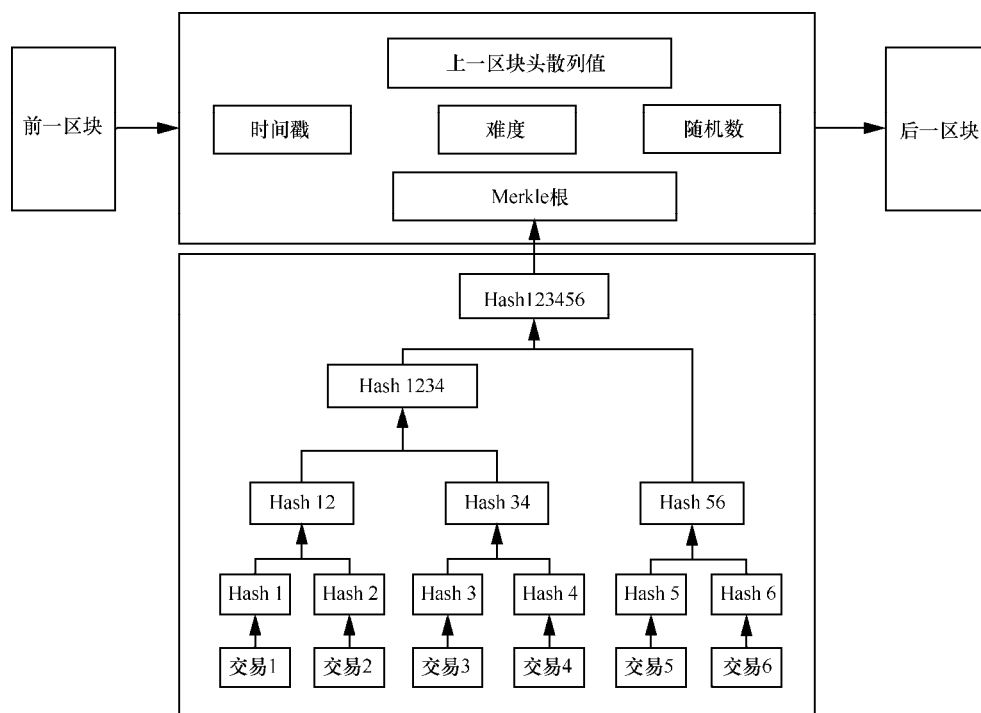 上一区块头散列值
前一区块
时间戳
难度
随机数
后一区块
Merkle根
Hash123456
Hash 1234
Hash 12
Hash 34
Hash 56
Hash 1
Hash 2
Hash 3
Hash 4
Hash 5
Hash 6
交易1
交易2
交易3
交易4
交易5
交易6